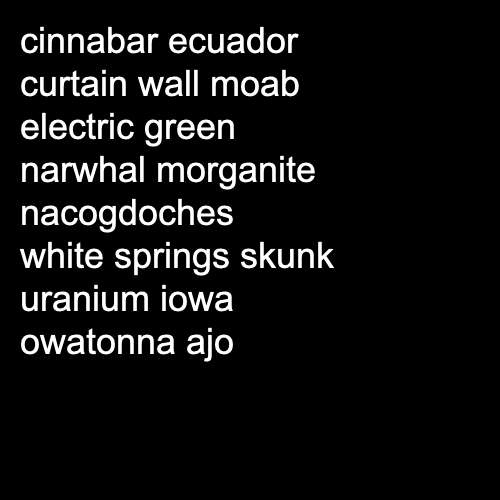 cinnabar ecuador
curtain wall moab
electric green
narwhal morganite
nacogdoches
white springs skunk
uranium iowa
owatonna ajo